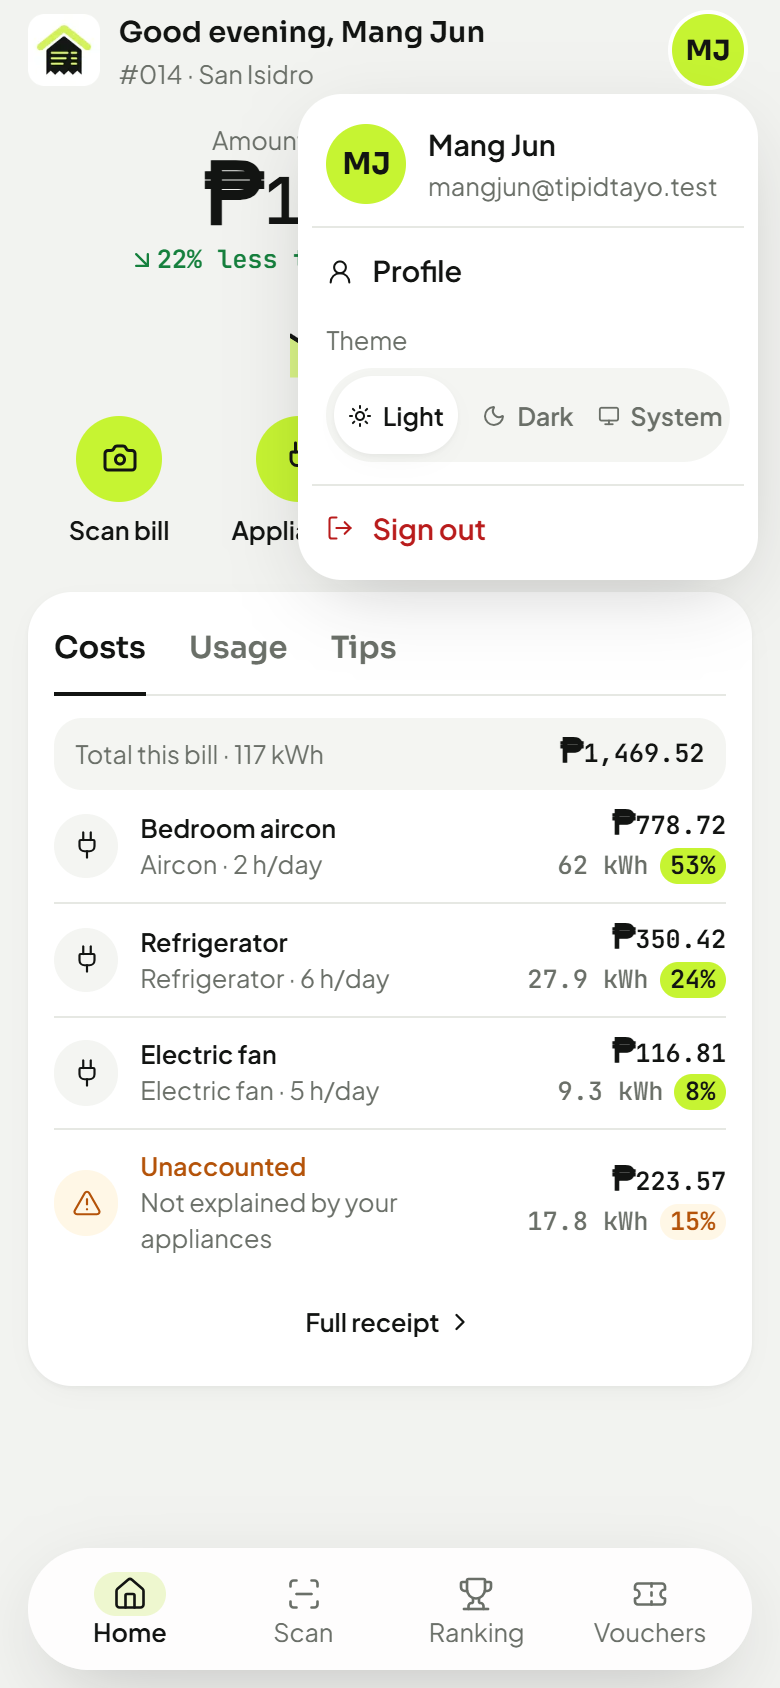 Good evening, Mang Jun
#014 · San Isidro
MJ
Amoun
₱1
22% less
MJ
Mang Jun
mangjun@tipidtayo.test
Profile
Theme
Light
Dark
System
Sign out
Scan bill
Applia
Costs
Usage
Tips
Total this bill · 117 kWh
₱1,469.52
Bedroom aircon
₱778.72
Aircon · 2 h/day
62 kWh 53%
Refrigerator
₱350.42
Refrigerator · 6 h/day
27.9 kWh 24%
Electric fan
₱116.81
Electric fan · 5 h/day
9.3 kWh 8%
Unaccounted
₱223.57
Not explained by your
appliances
17.8 kWh 15%
Full receipt
Home
Scan
Ranking
Vouchers